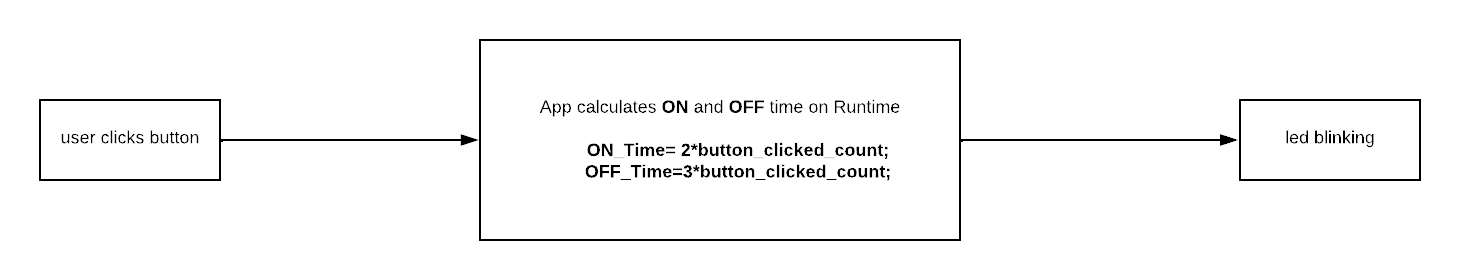 user clicks button
App calculates ON and OFF time on Runtime
ON_Time= 2*button_clicked_count;
OFF_Time=3*button_clicked_count;
led blinking